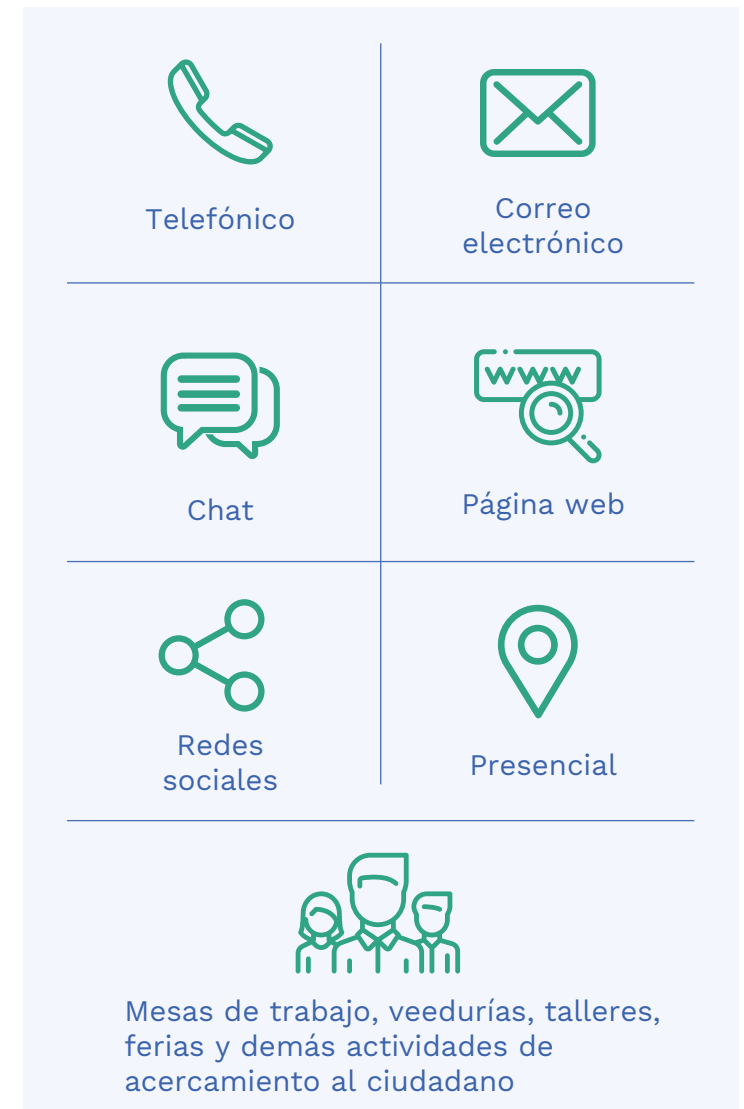 Telefónico
Correo
electrónico
Chat
www
Página web
Redes
sociales
Presencial
Mesas de trabajo, veedurías, talleres,
ferias y demás actividades de
acercamiento al ciudadano